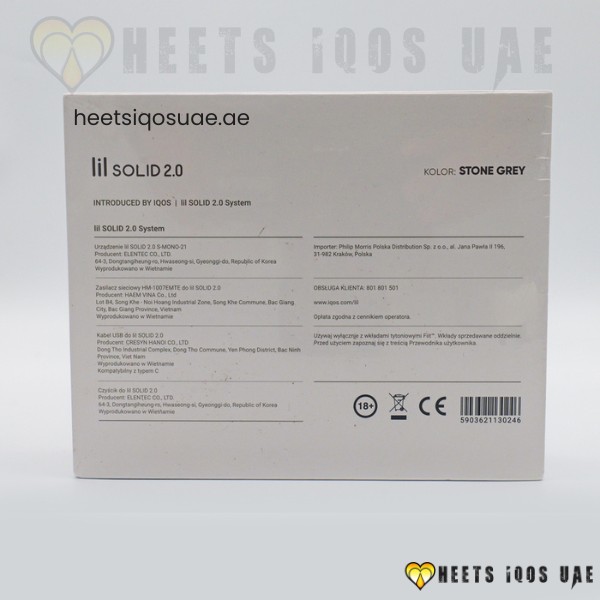 HEETS iQOS UAE
heetsiqosuae.ae
lil SOLID 2.0
KOLOR: STONE GREY
INTRODUCED BY IQOS | lil SOLID 2.0 System
lil SOLID 2.0 System
Urządzenie lil SOLID 2.0 S-MONO-21
Producent: ELENTEC CO., LTD.
64-3, Dongtangiheung-ro, Hwaseong-si, Gyeonggi-do, Republic of Korea
Wyprodukowano w Wietnamie
Zasilacz sieciowy HM-1007EMTE do lil SOLID 2.0
Producent: HAEM VINA Co., Ltd
Lot B4, Song Khe - Noi Hoang Industrial Zone, Song Khe Commune, Bac Giang
City, Bac Giang Province, Vietnam
Wyprodukowano w Wietnamie
Kabel USB do lil SOLID 2.0
Producent: CRESYN HANOI CO., LTD
Dong Tho Industrial Complex, Dong Tho Commune, Yen Phong District, Bac Ninh
Province, Viet Nam
Wyprodukowano w Wietnamie
Kompatybilny z typem C
Czyścik do lil SOLID 2.0
Producent: ELENTEC CO., LTD.
64-3, Dongtangiheung-ro, Hwaseong-si, Gyeonggi-do, Republic of Korea
Wyprodukowano w Wietnamie
Importer: Philip Morris Polska Distribution Sp. z o.o., al. Jana Pawła II 196,
31-982 Kraków, Polska
OBSŁUGA KLIENTA: 801 801 501
www.iqos.com/lil
Opłata zgodna z cennikiem operatora.
Używaj wyłącznie z wkładami tytoniowymi Fiit™. Wkłady sprzedawane oddzielnie.
Przed użyciem zapoznaj się z treścią Przewodnika użytkownika.
18+
CE
5903621130246
HEETS iQOS UAE